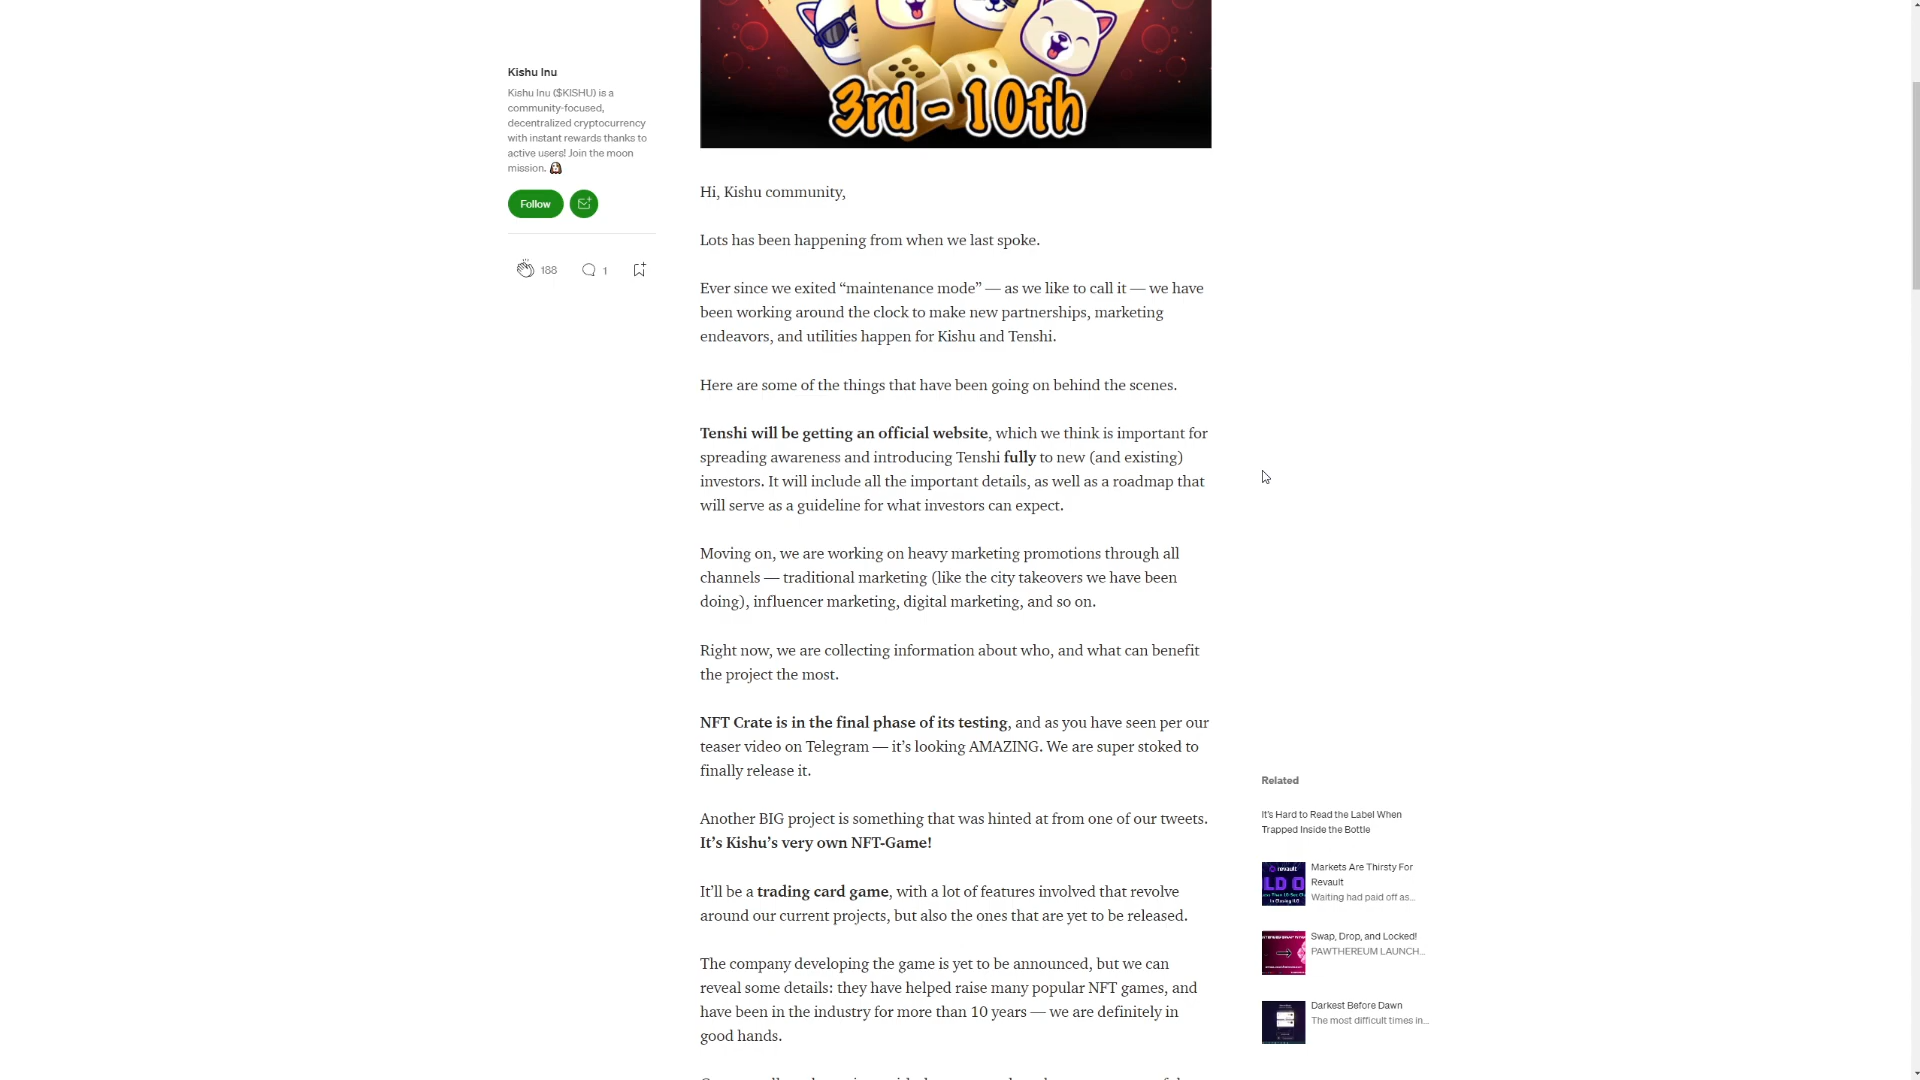 3rd - 10th
Kishu Inu
Kishu Inu ($KISHU) is a
community-focused,
decentralized cryptocurrency
with instant rewards thanks to
active users! Join the moon
mission.
Follow
188
1
Hi, Kishu community,
Lots has been happening from when we last spoke.
Ever since we exited “maintenance mode” — as we like to call it — we have
been working around the clock to make new partnerships, marketing
endeavors, and utilities happen for Kishu and Tenshi.
Here are some of the things that have been going on behind the scenes.
Tenshi will be getting an official website, which we think is important for
spreading awareness and introducing Tenshi fully to new (and existing)
investors. It will include all the important details, as well as a roadmap that
will serve as a guideline for what investors can expect.
Moving on, we are working on heavy marketing promotions through all
channels — traditional marketing (like the city takeovers we have been
doing), influencer marketing, digital marketing, and so on.
Right now, we are collecting information about who, and what can benefit
the project the most.
NFT Crate is in the final phase of its testing, and as you have seen per our
teaser video on Telegram — it’s looking AMAZING. We are super stoked to
finally release it.
Another BIG project is something that was hinted at from one of our tweets.
It’s Kishu’s very own NFT-Game!
It’ll be a trading card game, with a lot of features involved that revolve
around our current projects, but also the ones that are yet to be released.
The company developing the game is yet to be announced, but we can
reveal some details: they have helped raise many popular NFT games, and
have been in the industry for more than 10 years — we are definitely in
good hands.
Related
It's Hard to Read the Label When
Trapped Inside the Bottle
revault
LD O
Markets Are Thirsty For
Revault
Waiting had paid off as...
Swap, Drop, and Locked!
PAWTHEREUM LAUNCH...
Darkest Before Dawn
The most difficult times in...